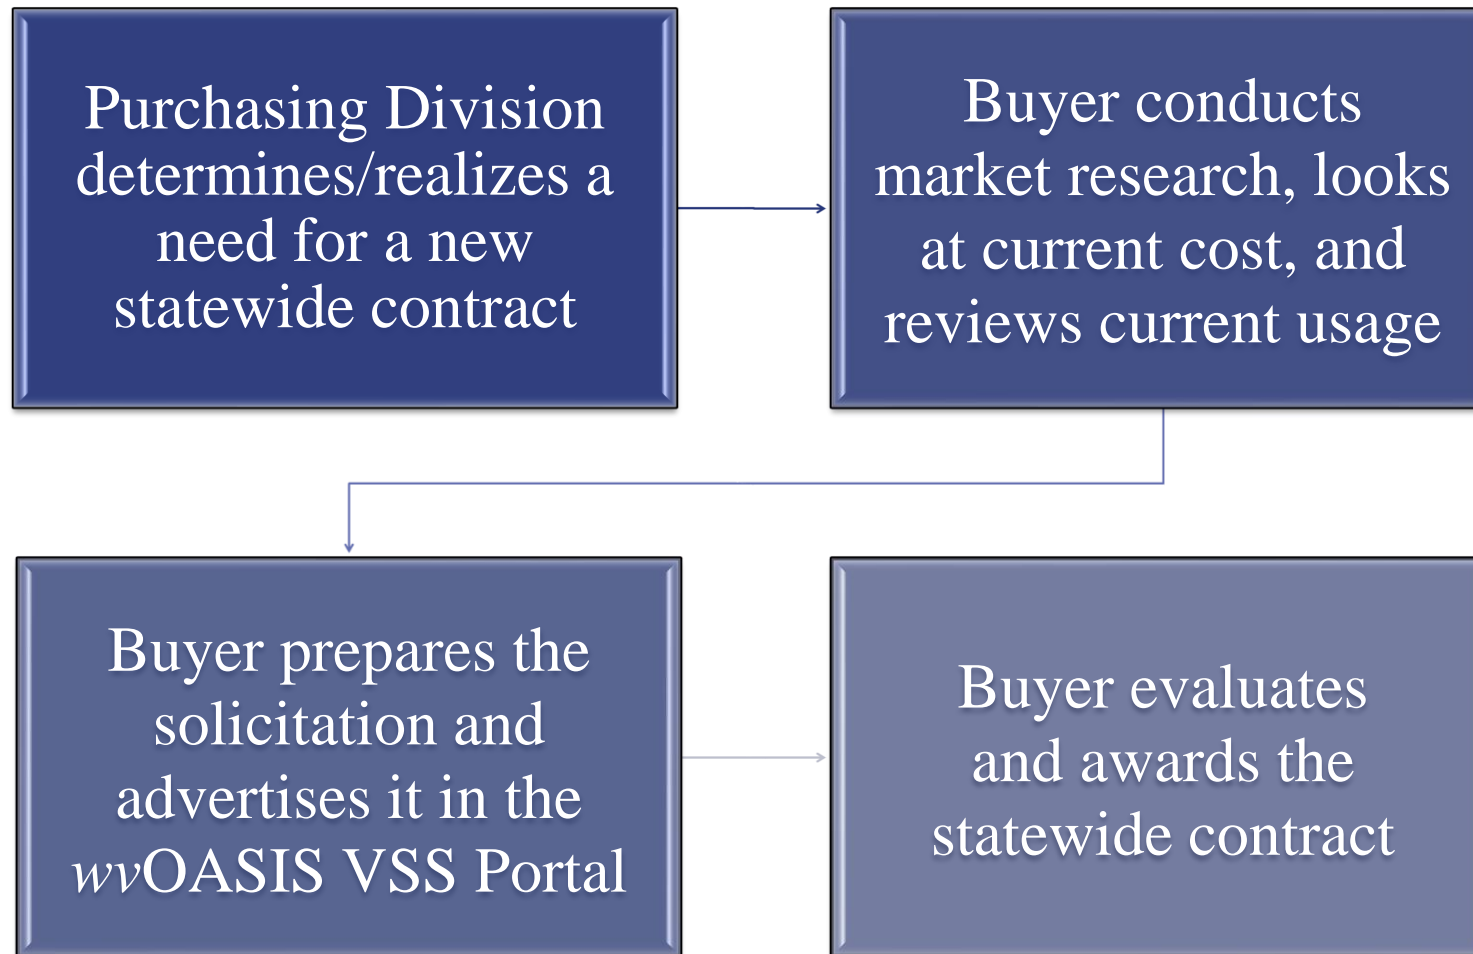 Purchasing Division
determines/realizes a
need for a new
statewide contract
Buyer conducts
market research, looks
at current cost, and
reviews current usage
Buyer prepares the
solicitation and
advertises it in the
wvOASIS VSS Portal
Buyer evaluates
and awards the
statewide contract